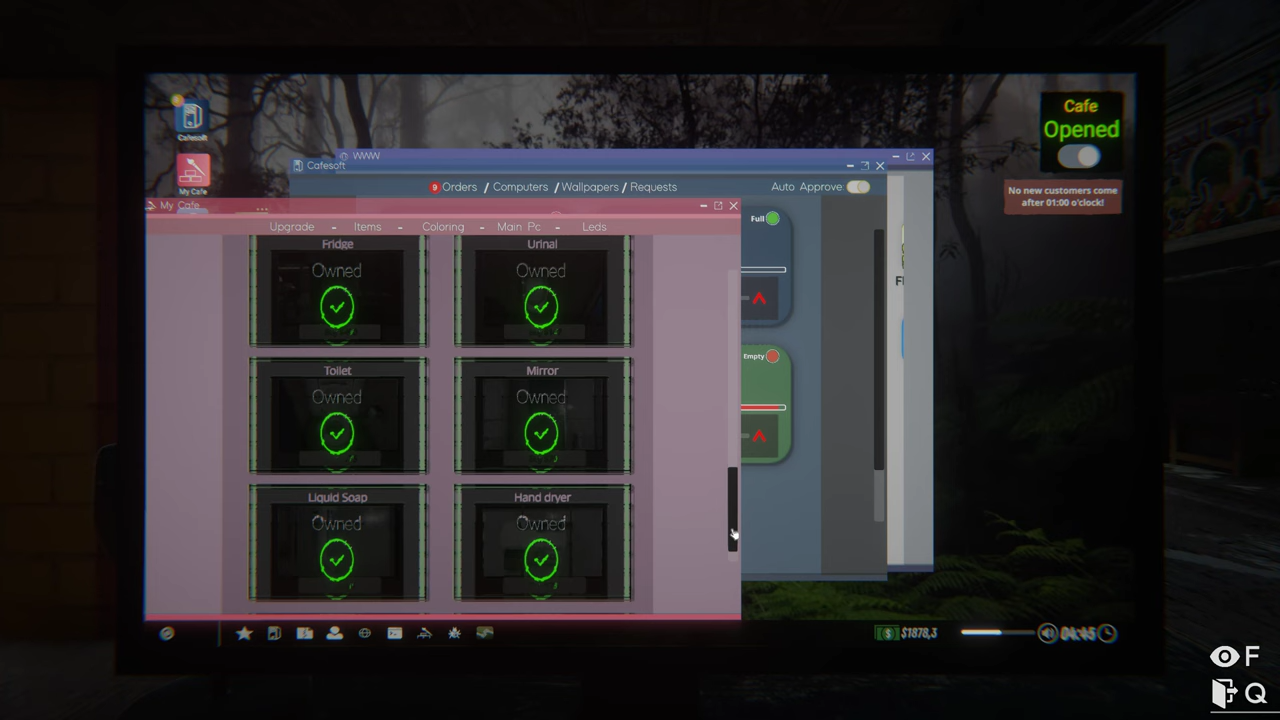 Cafe
Opened
No new customers come
after 01:00 o'clock!
Cafesoft
My Cafe
WWW
Cafesoft
9 Orders / Computers / Wallpapers / Requests
Auto Approve:
My Cafe
Upgrade - Items - Coloring - Main Pc - Leds
Fridge
Owned
Urinal
Owned
Toilet
Owned
Mirror
Owned
Liquid Soap
Owned
Hand dryer
Owned
Full
Empty
$1878,3
F
Q